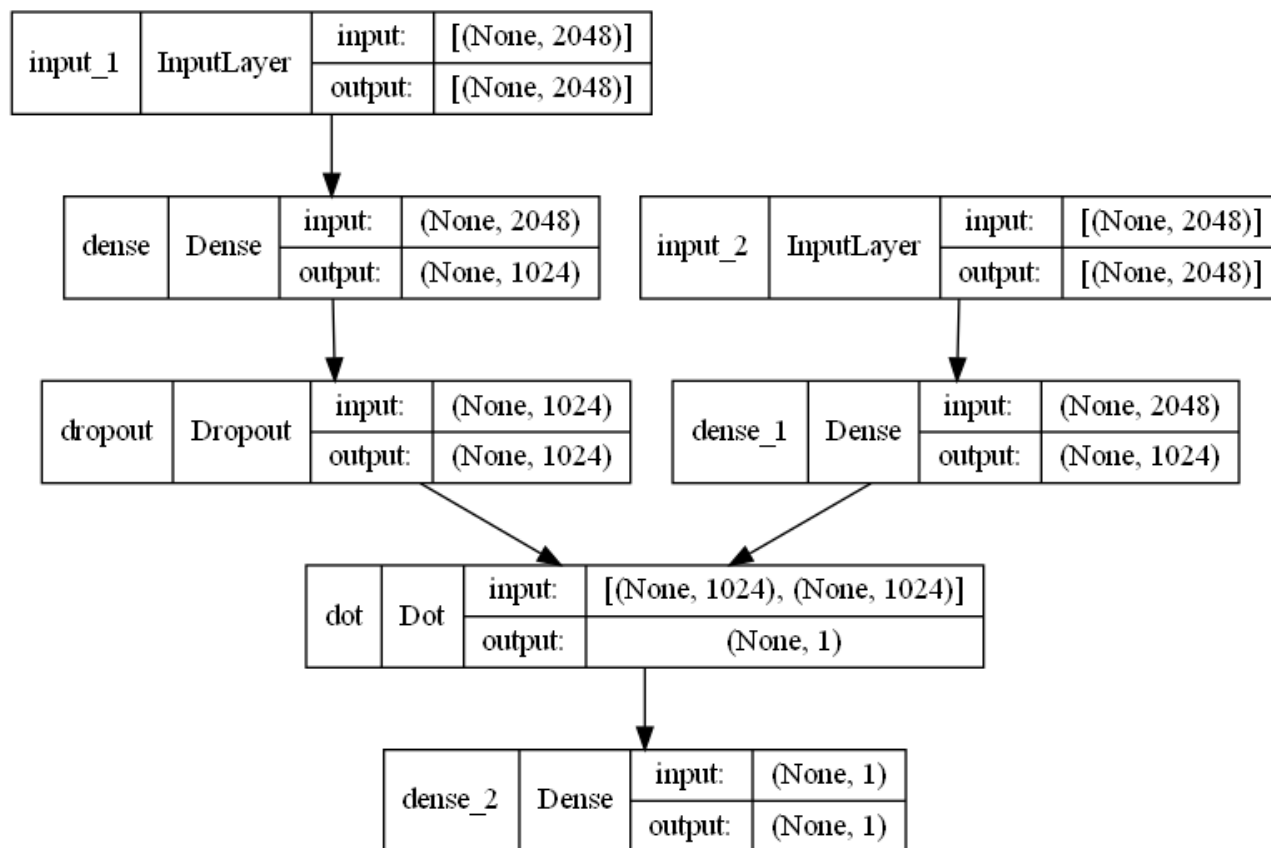 input_1 InputLayer input: [(None, 2048)]
output: [(None, 2048)]
dense Dense input: (None, 2048)
output: (None, 1024)
input_2 InputLayer input: [(None, 2048)]
output: [(None, 2048)]
dropout Dropout input: (None, 1024)
output: (None, 1024)
dense_1 Dense input: (None, 2048)
output: (None, 1024)
dot Dot input: [(None, 1024), (None, 1024)]
output: (None, 1)
dense_2 Dense input: (None, 1)
output: (None, 1)